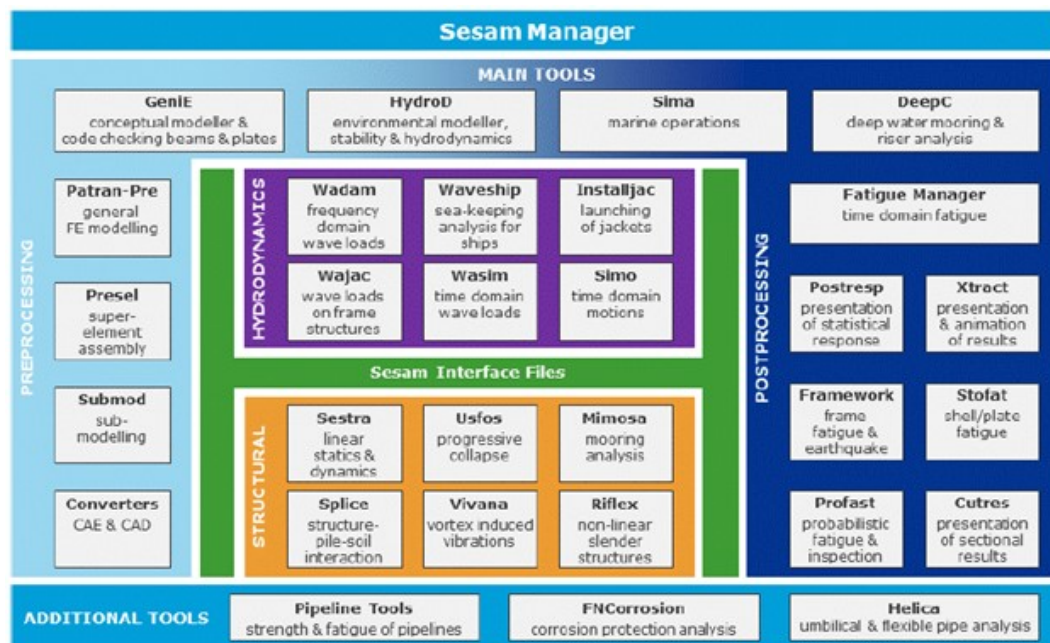 Sesam Manager
MAIN TOOLS
GeniE
conceptual modeller &
code checking beams & plates
HydroD
environmental modeller,
stability & hydrodynamics
Sima
marine operations
DeepC
deep water mooring &
riser analysis
PREPROCESSING
Patran-Pre
general
FE modelling
Presel
super-
element
assembly
Submod
sub-
modelling
Converters
CAE & CAD
HYDRODYNAMICS
Wadam
frequency
domain
wave loads
Waveship
sea-keeping
analysis for
ships
Installjac
launching
of jackets
Wajac
wave loads
on frame
structures
Wasim
time domain
wave loads
Simo
time domain
motions
Sesam Interface Files
STRUCTURAL
Sestra
linear
statics &
dynamics
Usfos
progressive
collapse
Mimosa
mooring
analysis
Splice
structure-
pile-soil
interaction
Vivana
vortex induced
vibrations
Riflex
non-linear
slender
structures
POSTPROCESSING
Fatigue Manager
time domain fatigue
Postresp
presentation
of statistical
response
Xtract
presentation
& animation
of results
Framework
frame
fatigue &
earthquake
Stofat
shell/plate
fatigue
Profast
probabilistic
fatigue &
inspection
Cutres
presentation
of sectional
results
ADDITIONAL TOOLS
Pipeline Tools
strength & fatigue of pipelines
FNCorrosion
corrosion protection analysis
Helica
umbilical & flexible pipe analysis